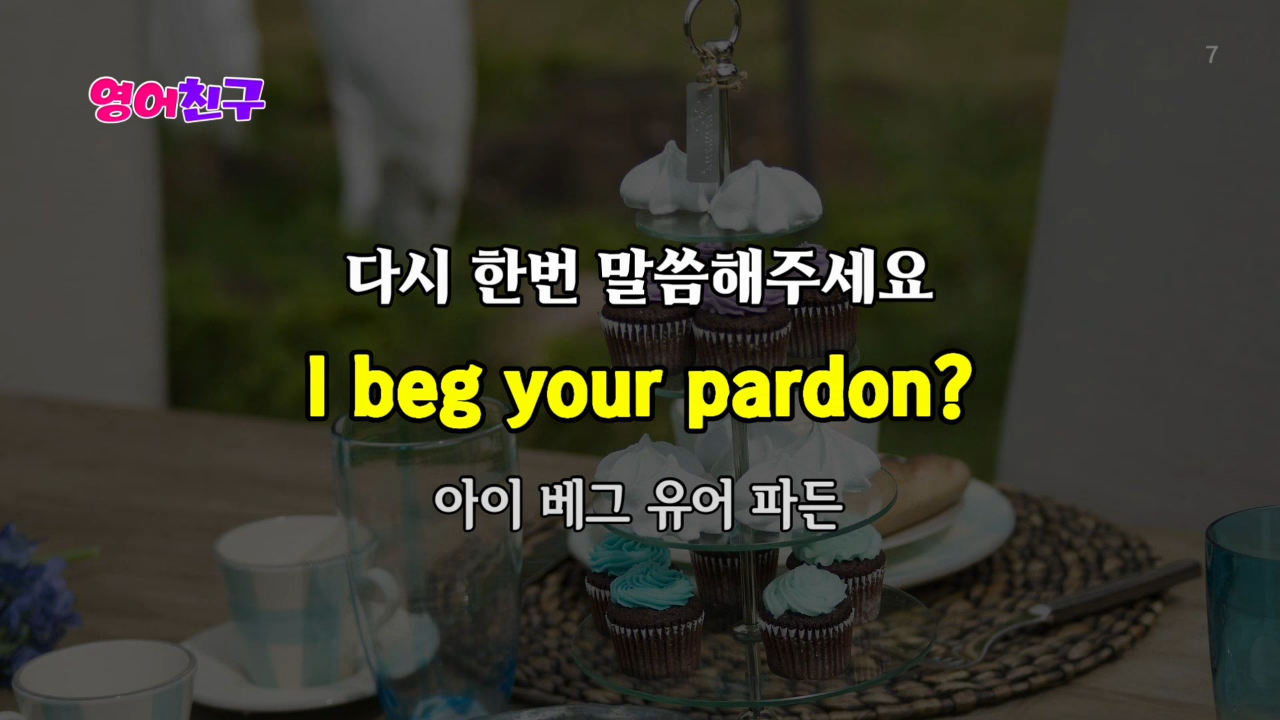 영어친구
7
다시 한번 말씀해주세요
I beg your pardon?
아이 베그 유어 파든